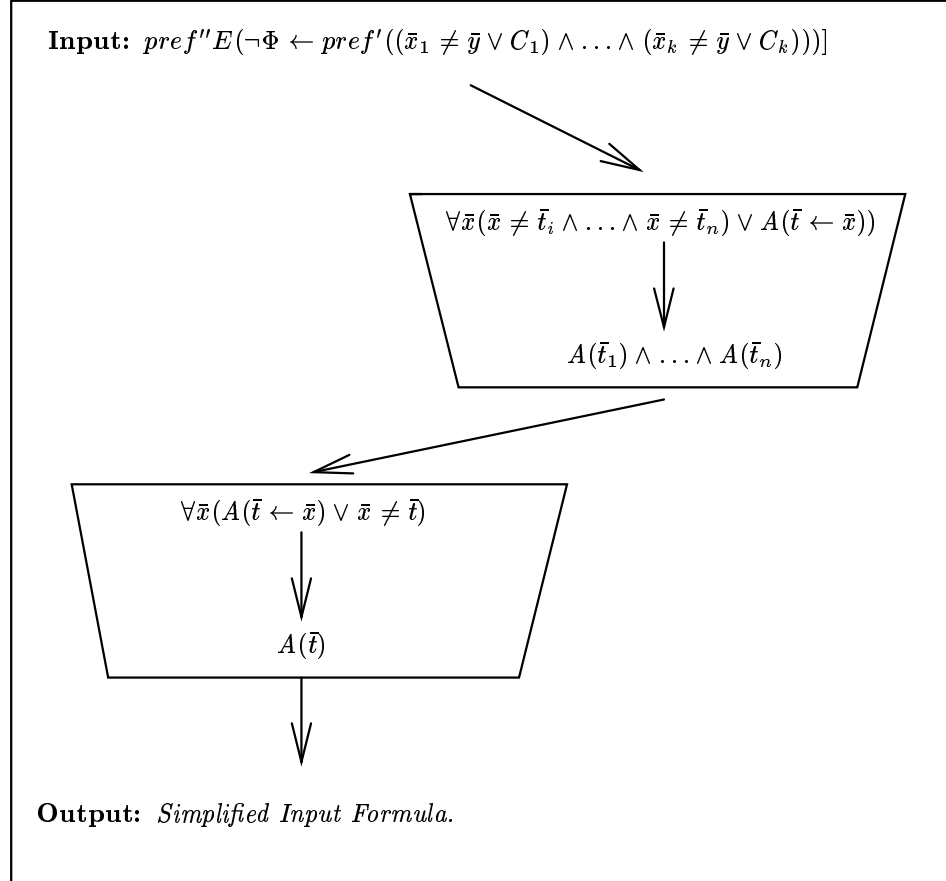 Input: pref''E(¬Φ ← pref'((x̄₁ ≠ ȳ ∨ C₁) ∧ … ∧ (x̄ₖ ≠ ȳ ∨ Cₖ)))]
∀x̄(x̄ ≠ t̄ᵢ ∧ … ∧ x̄ ≠ t̄ₙ) ∨ A(t̄ ← x̄))
A(t̄₁) ∧ … ∧ A(t̄ₙ)
∀x̄(A(t̄ ← x̄) ∨ x̄ ≠ t̄)
A(t̄)
Output: Simplified Input Formula.